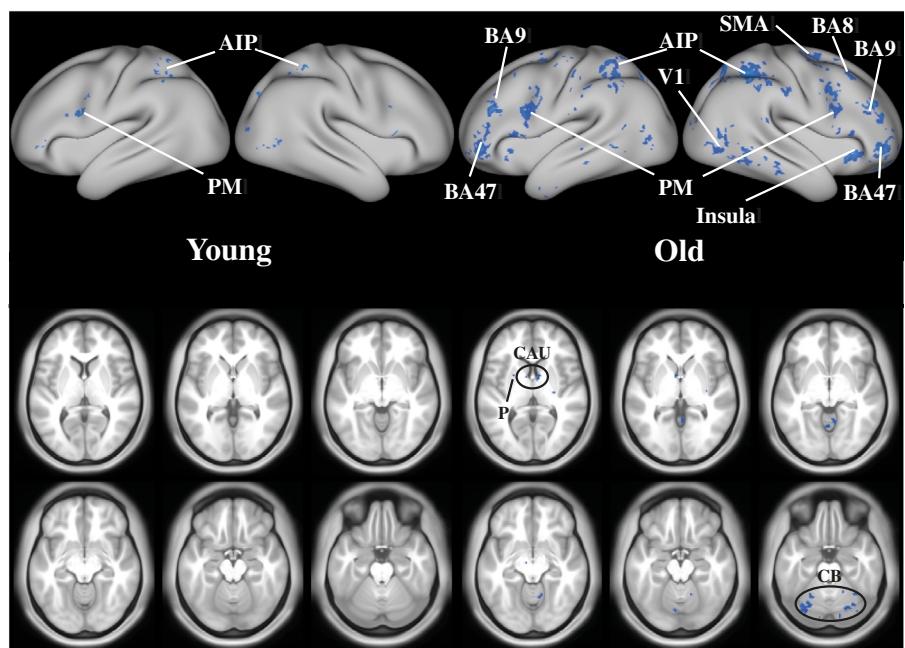 AIP
PM
Young
BA9
AIP
V1
SMA
BA8
BA9
BA47
PM
Insula
BA47
Old
CAU
P
CB